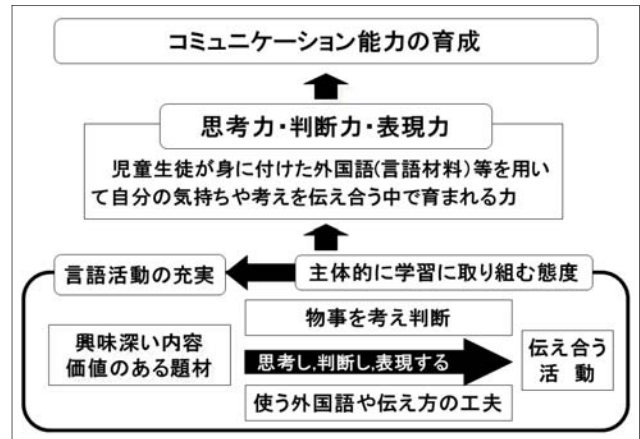 コミュニケーション能力の育成
思考力・判断力・表現力
児童生徒が身に付けた外国語(言語材料)等を用い
て自分の気持ちや考えを伝え合う中で育まれる力
言語活動の充実
主体的に学習に取り組む態度
物事を考え判断
興味深い内容
価値のある題材
思考し,判断し,表現する
伝え合う
活 動
使う外国語や伝え方の工夫